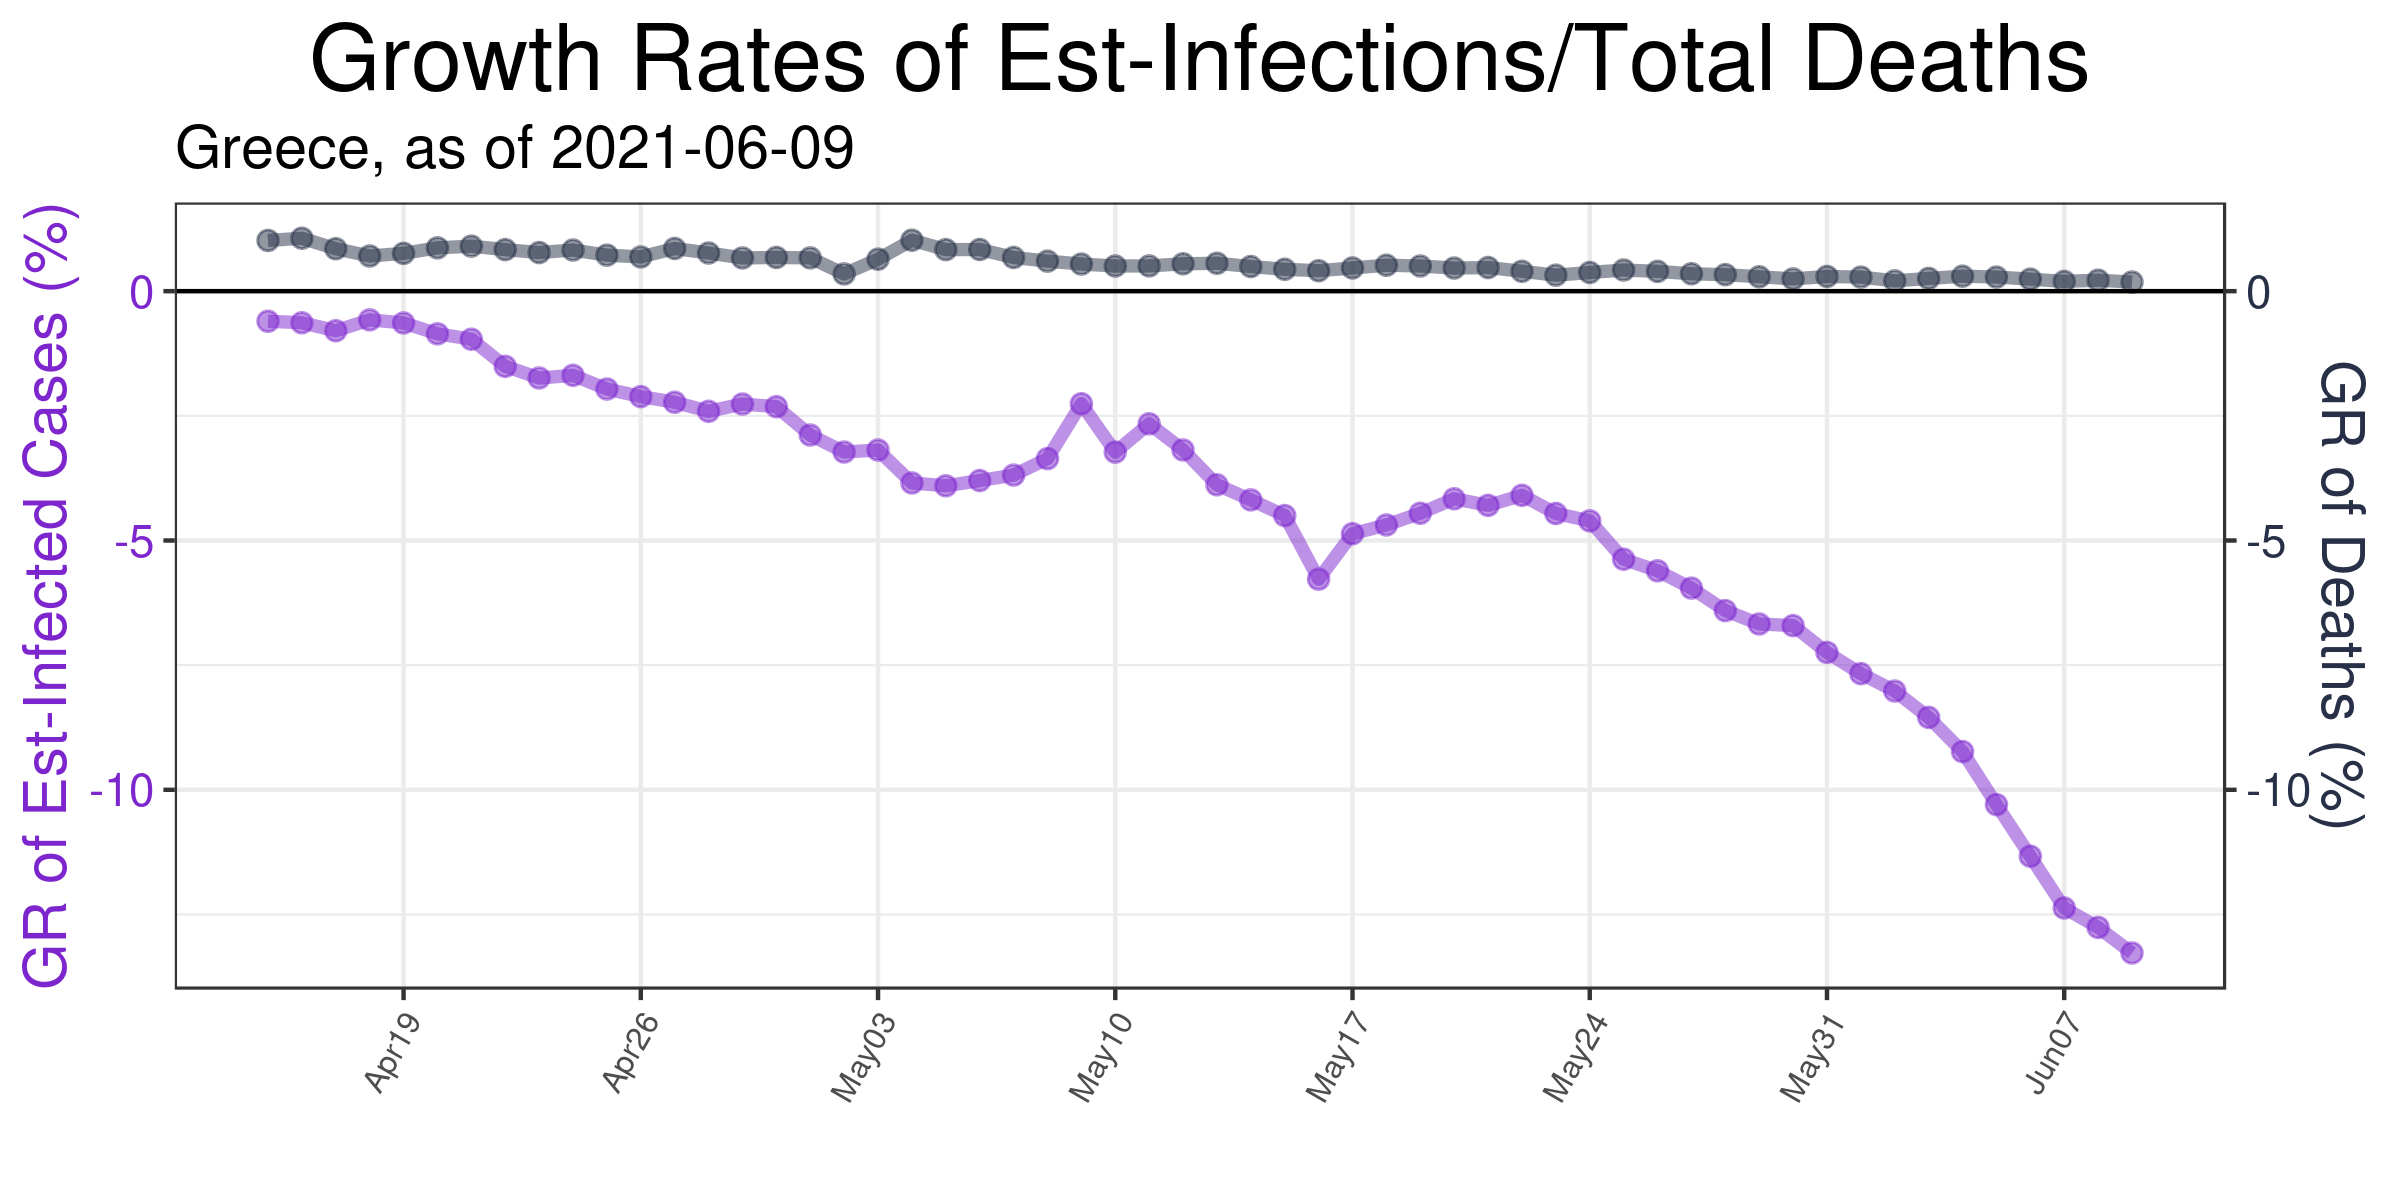 Growth Rates of Est-Infections/Total Deaths
Greece, as of 2021-06-09
GR of Est-Infected Cases (%)
0
-5
-10
0
-5
-10
GR of Deaths (%)
Apr19
Apr26
May03
May10
May17
May24
May31
Jun07